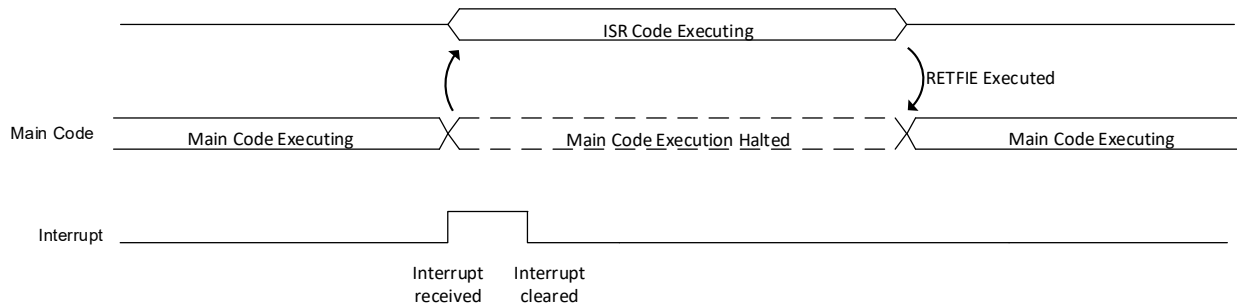 ISR Code Executing
RETFIE Executed
Main Code
Main Code Executing
Main Code Execution Halted
Main Code Executing
Interrupt
Interrupt
received
Interrupt
cleared